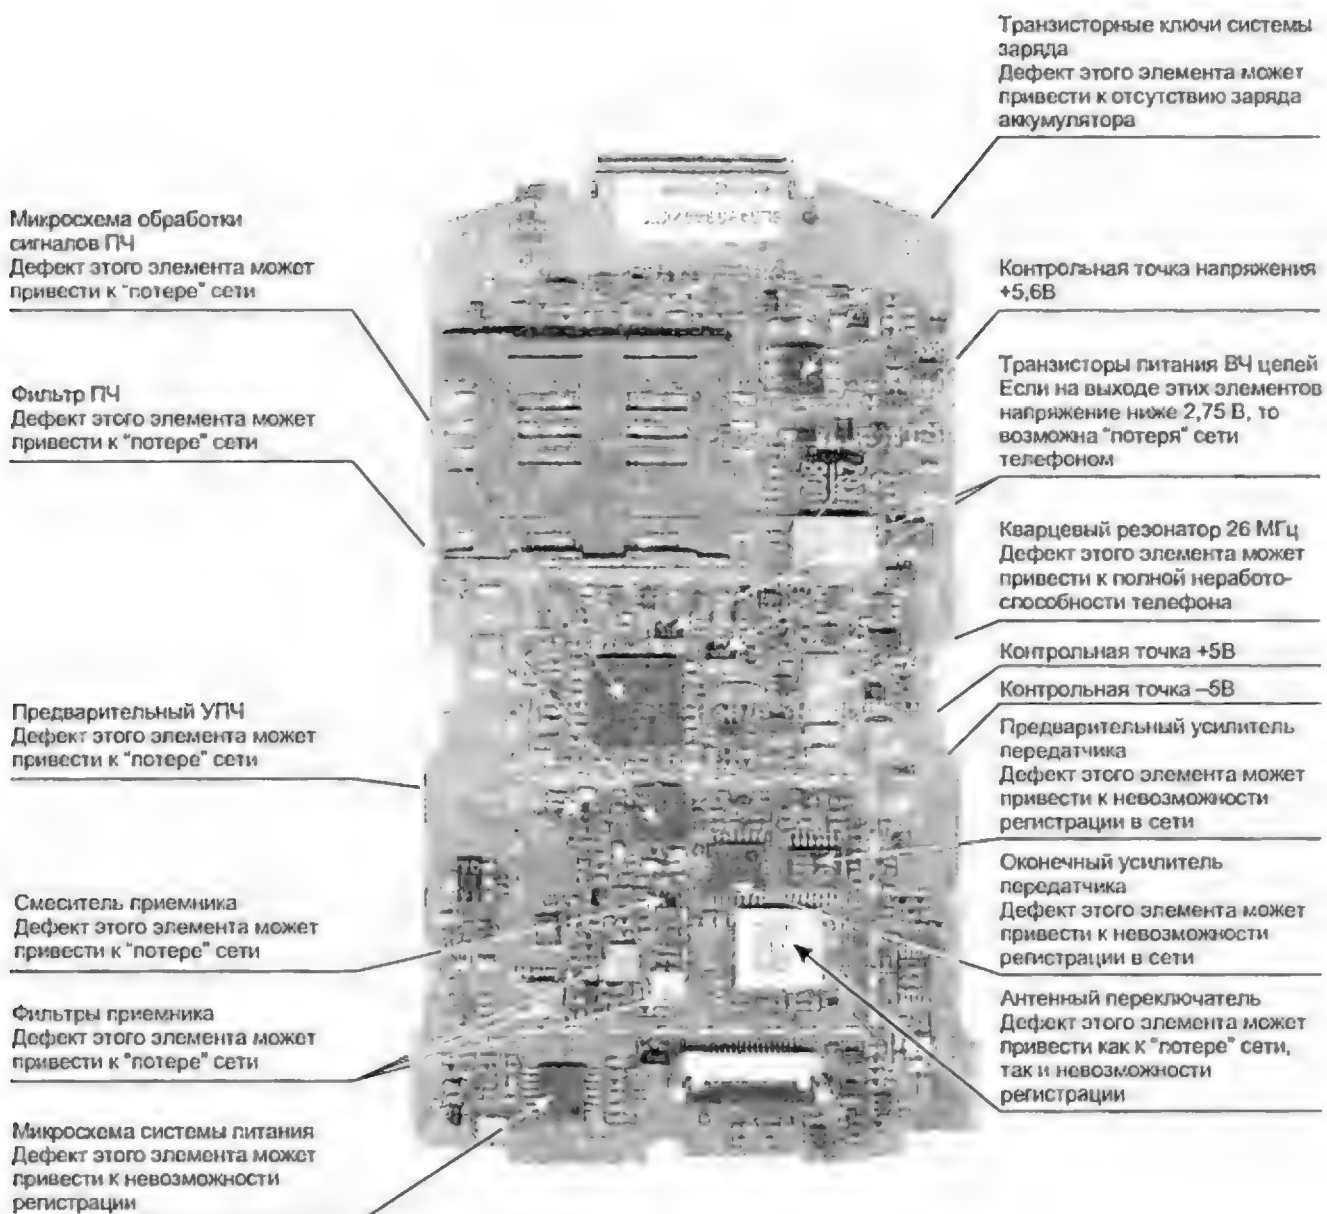 Транзисторные ключи системы
заряда
Дефект этого элемента может
привести к отсутствию заряда
аккумулятора
Микросхема обработки
сигналов ПЧ
Дефект этого элемента может
привести к "потере" сети
Фильтр ПЧ
Дефект этого элемента может
привести к "потере" сети
Предварительный УПЧ
Дефект этого элемента может
привести к "потере" сети
Смеситель приемника
Дефект этого элемента может
привести к "потере" сети
Фильтры приемника
Дефект этого элемента может
привести к "потере" сети
Микросхема системы питания
Дефект этого элемента может
привести к невозможности
регистрации
Контрольная точка напряжения
+5,6В
Транзисторы питания ВЧ цепей
Если на выходе этих элементов
напряжение ниже 2,75 В, то
возможна "потеря" сети
телефоном
Кварцевый резонатор 26 МГц
Дефект этого элемента может
привести к полной неработо-
способности телефона
Контрольная точка +5В
Контрольная точка –5В
Предварительный усилитель
передатчика
Дефект этого элемента может
привести к невозможности
регистрации в сети
Оконечный усилитель
передатчика
Дефект этого элемента может
привести к невозможности
регистрации в сети
Антенный переключатель
Дефект этого элемента может
привести как к "потере" сети,
так и невозможности
регистрации